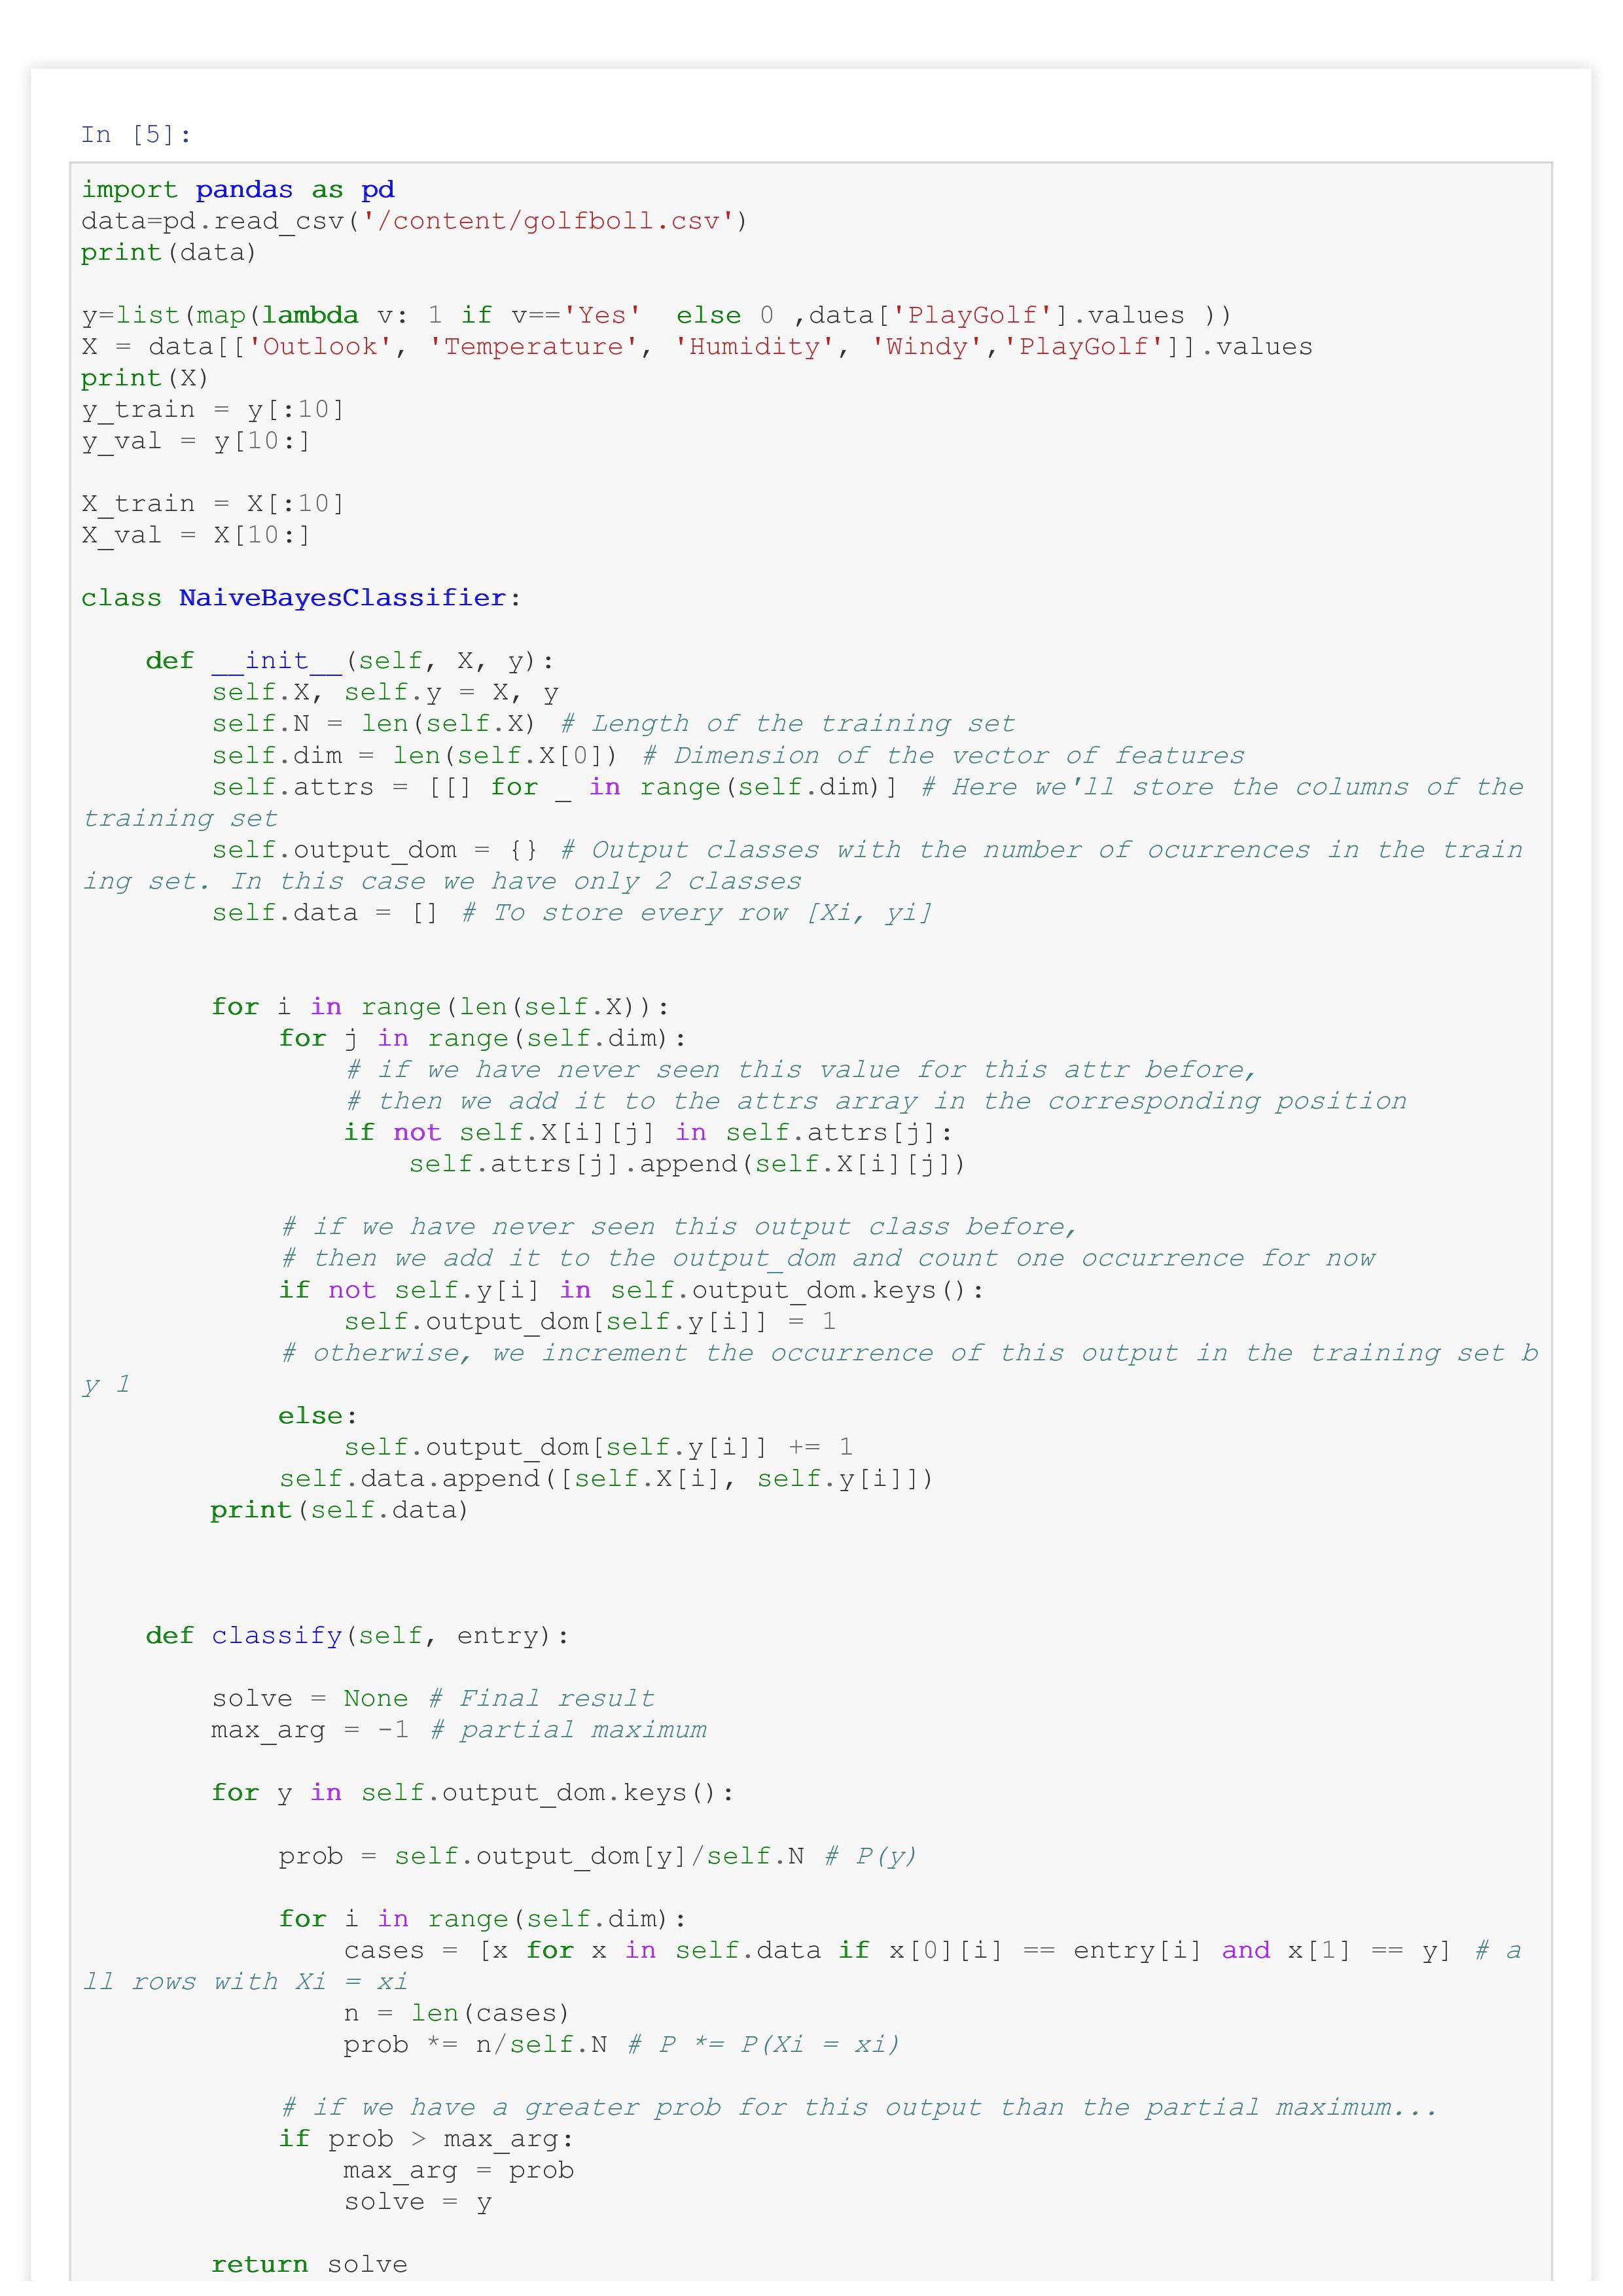 In [5]:
import pandas as pd
data=pd.read_csv('/content/golfboll.csv')
print(data)
y=list(map(lambda v: 1 if v=='Yes'  else 0 ,data['PlayGolf'].values ))
X = data[['Outlook', 'Temperature', 'Humidity', 'Windy','PlayGolf']].values
print(X)
y_train = y[:10]
y_val = y[10:]
X_train = X[:10]
X_val = X[10:]
class NaiveBayesClassifier:
    def __init__(self, X, y):
        self.X, self.y = X, y
        self.N = len(self.X) # Length of the training set
        self.dim = len(self.X[0]) # Dimension of the vector of features
        self.attrs = [[] for _ in range(self.dim)] # Here we'll store the columns of the
training set
        self.output_dom = {} # Output classes with the number of ocurrences in the train
ing set. In this case we have only 2 classes
        self.data = [] # To store every row [Xi, yi]
        for i in range(len(self.X)):
            for j in range(self.dim):
                # if we have never seen this value for this attr before,
                # then we add it to the attrs array in the corresponding position
                if not self.X[i][j] in self.attrs[j]:
                    self.attrs[j].append(self.X[i][j])
            # if we have never seen this output class before,
            # then we add it to the output_dom and count one occurrence for now
            if not self.y[i] in self.output_dom.keys():
                self.output_dom[self.y[i]] = 1
            # otherwise, we increment the occurrence of this output in the training set b
y 1
            else:
                self.output_dom[self.y[i]] += 1
            self.data.append([self.X[i], self.y[i]])
        print(self.data)
    def classify(self, entry):
        solve = None # Final result
        max_arg = -1 # partial maximum
        for y in self.output_dom.keys():
            prob = self.output_dom[y]/self.N # P(y)
            for i in range(self.dim):
                cases = [x for x in self.data if x[0][i] == entry[i] and x[1] == y] # a
ll rows with Xi = xi
                n = len(cases)
                prob *= n/self.N # P *= P(Xi = xi)
            # if we have a greater prob for this output than the partial maximum...
            if prob > max_arg:
                max_arg = prob
                solve = y
        return solve